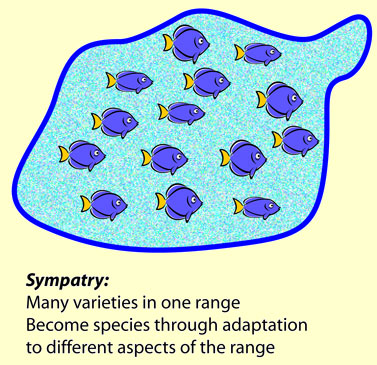 Sympatry:
Many varieties in one range
Become species through adaptation
to different aspects of the range